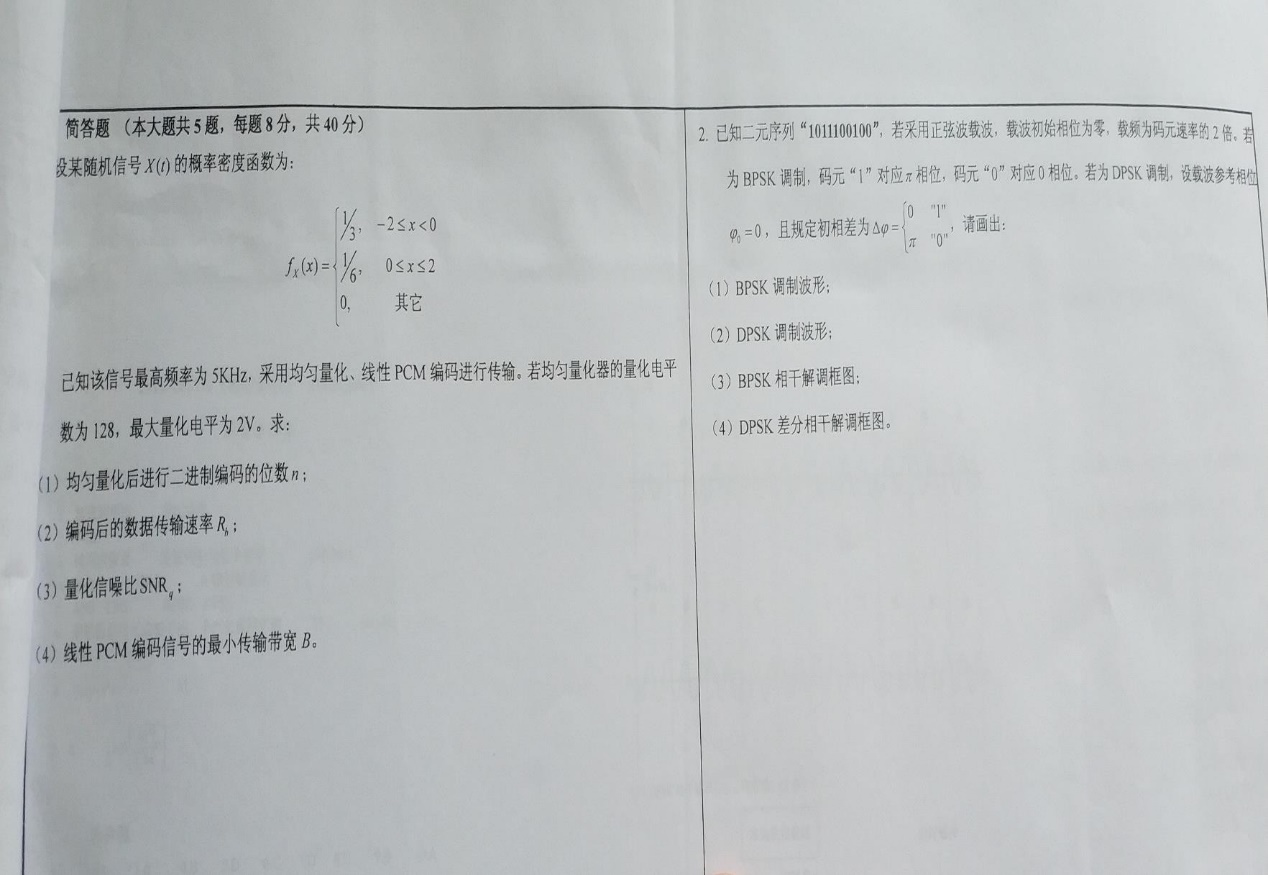 简答题 （本大题共5题，每题8分，共40分）
设某随机信号X(t)的概率密度函数为：
f_X(x)={1/3, -2≤x<0
1/6, 0≤x≤2
0, 其它
已知该信号最高频率为5KHz，采用均匀量化、线性PCM编码进行传输。若均匀量化器的量化电平
数为128，最大量化电平为2V。求：
（1）均匀量化后进行二进制编码的位数n；
（2）编码后的数据传输速率R_b；
（3）量化信噪比SNR_q；
（4）线性PCM编码信号的最小传输带宽B。
2. 已知二元序列“1011100100”，若采用正弦波载波，载波初始相位为零，载频为码元速率的2倍。若
为BPSK调制，码元“1”对应π相位，码元“0”对应0相位。若为DPSK调制，设载波参考相位
φ_0=0，且规定初相差为Δφ={0 "1"
π "0"，请画出：
（1）BPSK调制波形；
（2）DPSK调制波形；
（3）BPSK相干解调框图；
（4）DPSK差分相干解调框图。